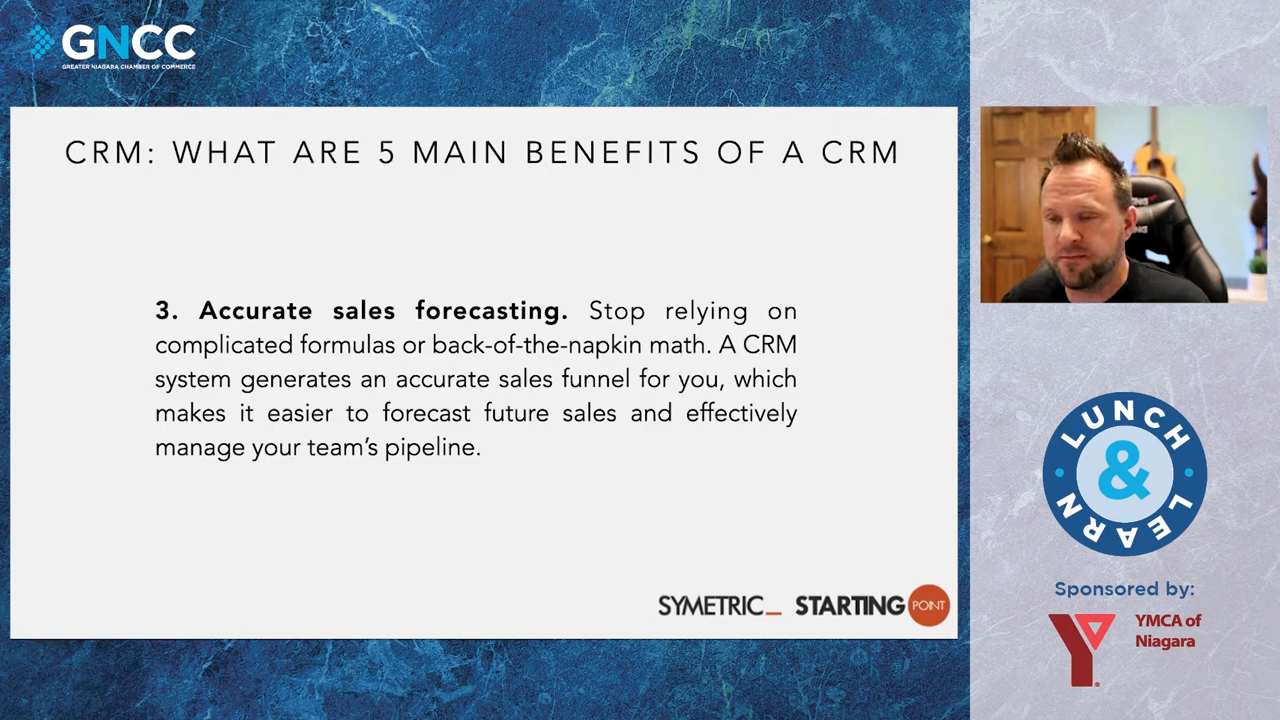 GNCC
GREATER NIAGARA CHAMBER OF COMMERCE
CRM: WHAT ARE 5 MAIN BENEFITS OF A CRM
3. Accurate sales forecasting. Stop relying on
complicated formulas or back-of-the-napkin math. A CRM
system generates an accurate sales funnel for you, which
makes it easier to forecast future sales and effectively
manage your team's pipeline.
SYMETRIC_ STARTING POINT
LUNCH
&
LEARN
Sponsored by:
YMCA of
Niagara